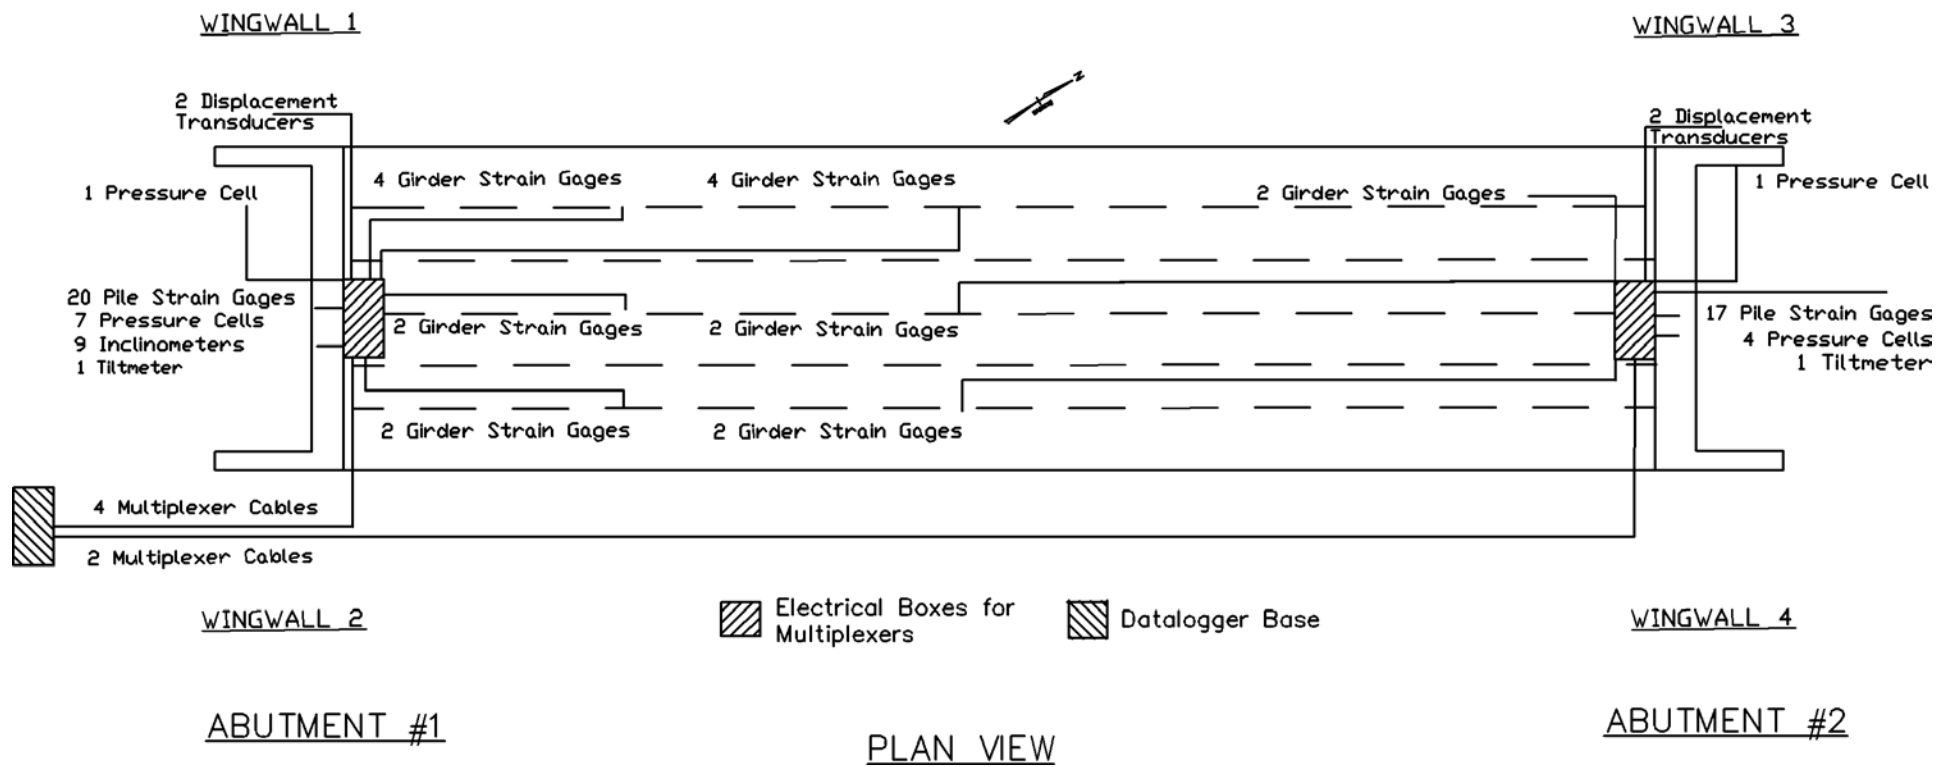 WINGWALL 1
WINGWALL 3
N
2 Displacement
Transducers
2 Displacement
Transducers
4 Girder Strain Gages
4 Girder Strain Gages
2 Girder Strain Gages
1 Pressure Cell
1 Pressure Cell
20 Pile Strain Gages
7 Pressure Cells
9 Inclinometers
1 Tiltmeter
2 Girder Strain Gages
2 Girder Strain Gages
17 Pile Strain Gages
4 Pressure Cells
1 Tiltmeter
2 Girder Strain Gages
2 Girder Strain Gages
4 Multiplexer Cables
2 Multiplexer Cables
WINGWALL 2
Electrical Boxes for
Multiplexers
Datalogger Base
WINGWALL 4
ABUTMENT #1
PLAN VIEW
ABUTMENT #2